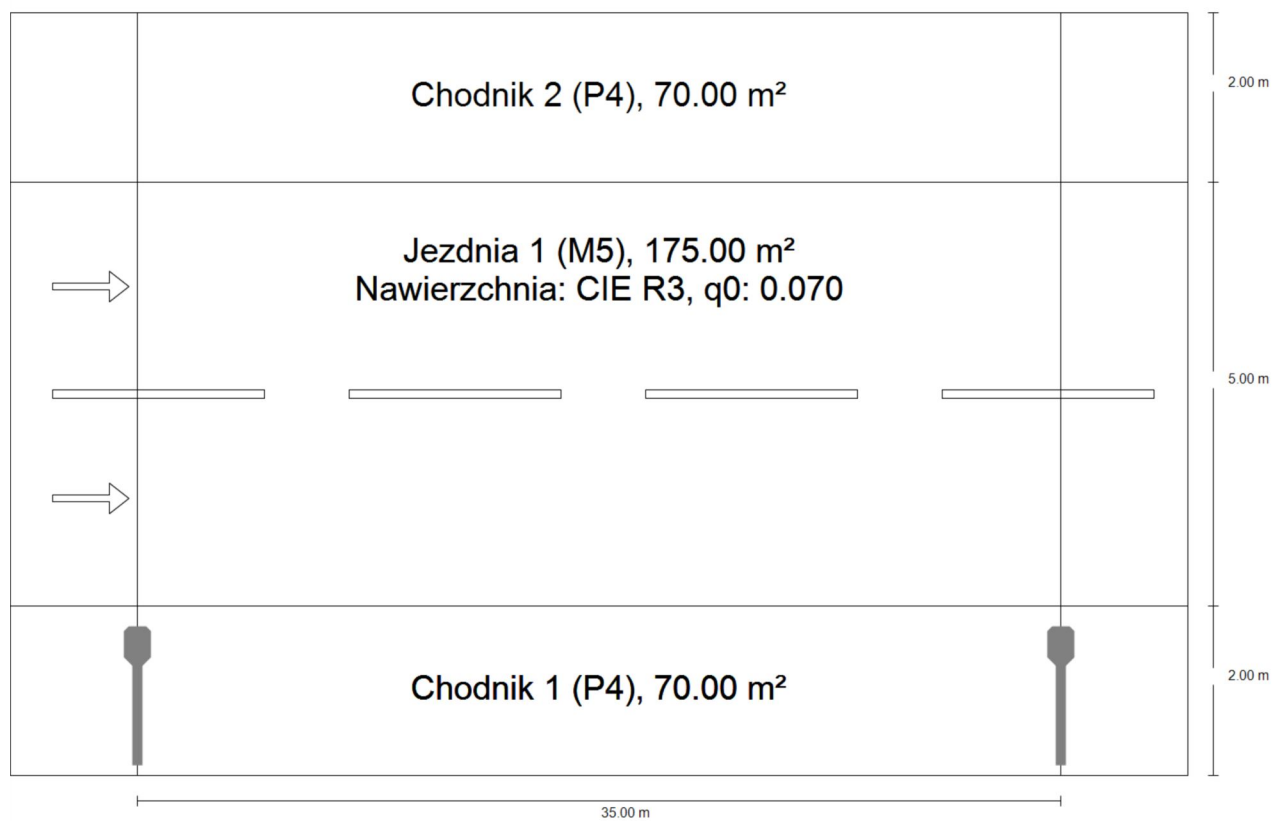 Chodnik 2 (P4), 70.00 m²
2.00 m
Jezdnia 1 (M5), 175.00 m²
Nawierzchnia: CIE R3, q0: 0.070
5.00 m
Chodnik 1 (P4), 70.00 m²
2.00 m
35.00 m